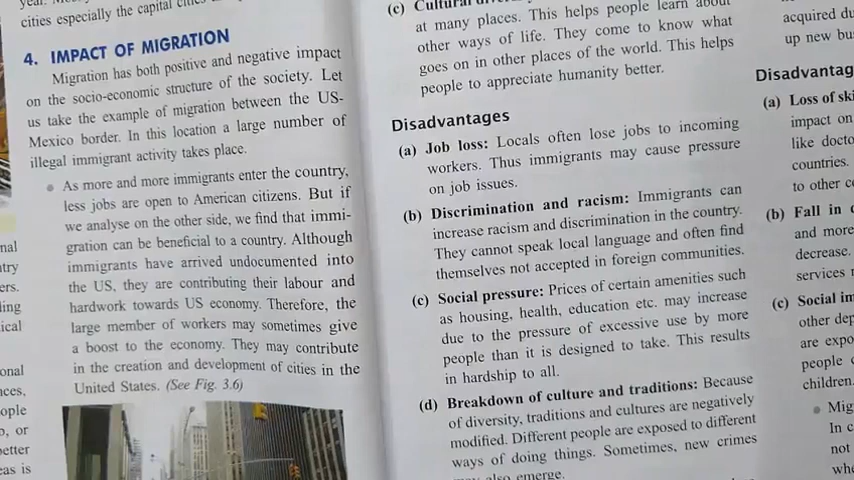 cities especially the capital
4. IMPACT OF MIGRATION
Migration has both positive and negative impact
on the socio-economic structure of the society. Let
us take the example of migration between the US-
Mexico border. In this location a large number of
illegal immigrant activity takes place.
• As more and more immigrants enter the country,
less jobs are open to American citizens. But if
we analyse on the other side, we find that immi-
gration can be beneficial to a country. Although
immigrants have arrived undocumented into
the US, they are contributing their labour and
hardwork towards US economy. Therefore, the
large member of workers may sometimes give
a boost to the economy. They may contribute
in the creation and development of cities in the
United States. (See Fig. 3.6)
(c) Cultural
at many places. This helps people learn about
other ways of life. They come to know what
goes on in other places of the world. This helps
people to appreciate humanity better.
Disadvantages
(a) Job loss: Locals often lose jobs to incoming
workers. Thus immigrants may cause pressure
on job issues.
(b) Discrimination and racism: Immigrants can
increase racism and discrimination in the country.
They cannot speak local language and often find
themselves not accepted in foreign communities.
(c) Social pressure: Prices of certain amenities such
as housing, health, education etc. may increase
due to the pressure of excessive use by more
people than it is designed to take. This results
in hardship to all.
(d) Breakdown of culture and traditions: Because
of diversity, traditions and cultures are negatively
modified. Different people are exposed to different
ways of doing things. Sometimes, new crimes
may also emerge.
acquired du
up new bu
Disadvantag
(a) Loss of ski
impact on
like docto
countries.
to other c
(b) Fall in
and more
decrease.
services
(c) Social in
other dep
are expo
people
children
• Mig
In c
not
whe